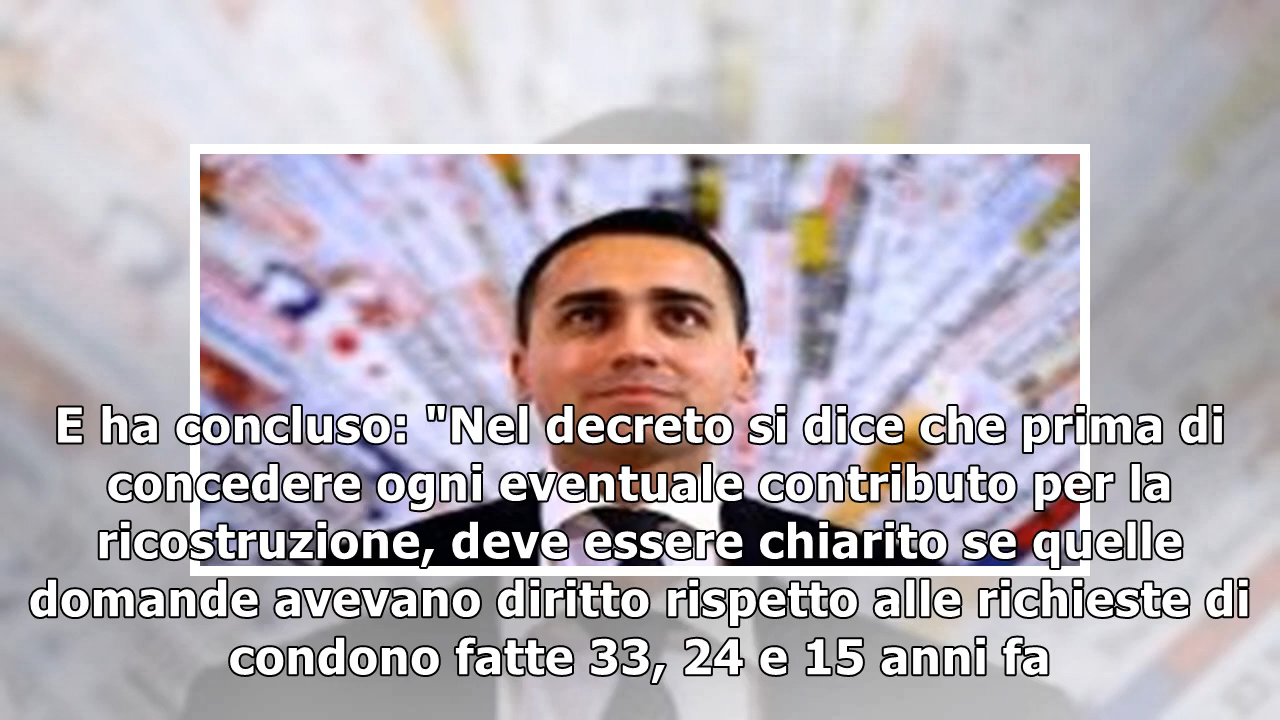 E ha concluso: "Nel decreto si dice che prima di
concedere ogni eventuale contributo per la
ricostruzione, deve essere chiarito se quelle
domande avevano diritto rispetto alle richieste di
condono fatte 33, 24 e 15 anni fa